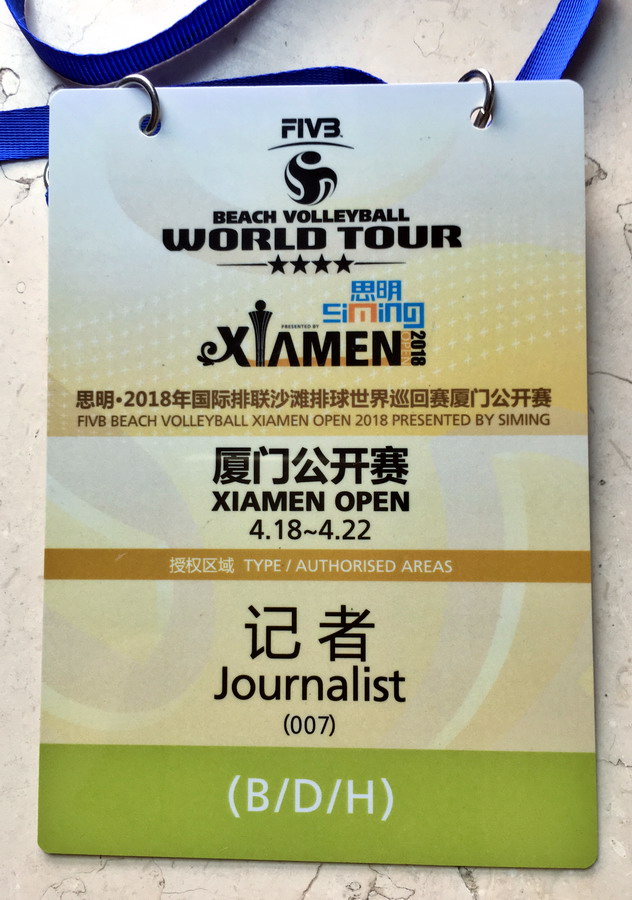 FIVB
BEACH VOLLEYBALL
WORLD TOUR
思明
siming
PRESENTED BY
XIAMEN
OPEN
2018
思明·2018年国际排联沙滩排球世界巡回赛厦门公开赛
FIVB BEACH VOLLEYBALL XIAMEN OPEN 2018 PRESENTED BY SIMING
厦门公开赛
XIAMEN OPEN
4.18~4.22
授权区域 TYPE / AUTHORISED AREAS
记者
Journalist
(007)
(B/D/H)